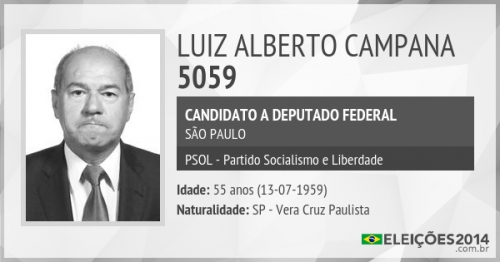 LUIZ ALBERTO CAMPANA
5059
CANDIDATO A DEPUTADO FEDERAL
SÃO PAULO
PSOL - Partido Socialismo e Liberdade
Idade: 55 anos (13-07-1959)
Naturalidade: SP - Vera Cruz Paulista
ELEIÇÕES2014
.com.br